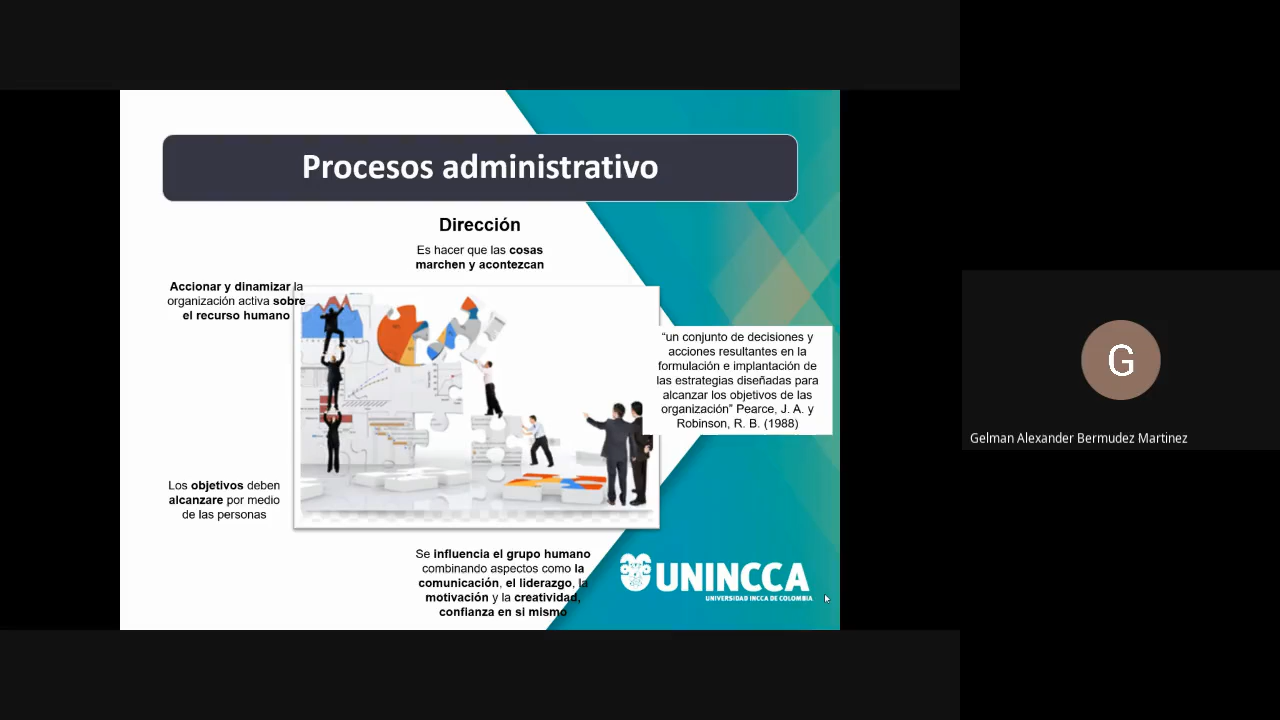 Procesos administrativo
Dirección
Es hacer que las cosas
marchen y acontezcan
Accionar y dinamizar la
organización activa sobre
el recurso humano
“un conjunto de decisiones y
acciones resultantes en la
formulación e implantación de
las estrategias diseñadas para
alcanzar los objetivos de las
organización” Pearce, J. A. y
Robinson, R. B. (1988)
G
Gelman Alexander Bermudez Martinez
Los objetivos deben
alcanzare por medio
de las personas
Se influencia el grupo humano
combinando aspectos como la
comunicación, el liderazgo, la
motivación y la creatividad,
confianza en si mismo
UNINCCA
UNIVERSIDAD INCCA DE COLOMBIA